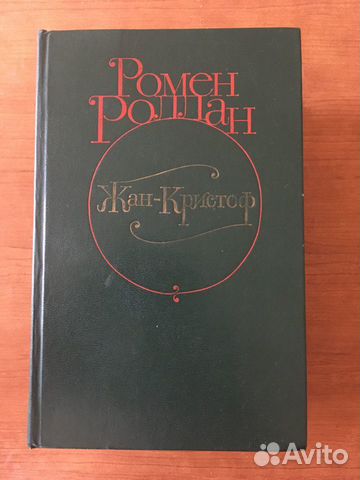 Ромен
Роллан
Жан-Кристоф
Avito